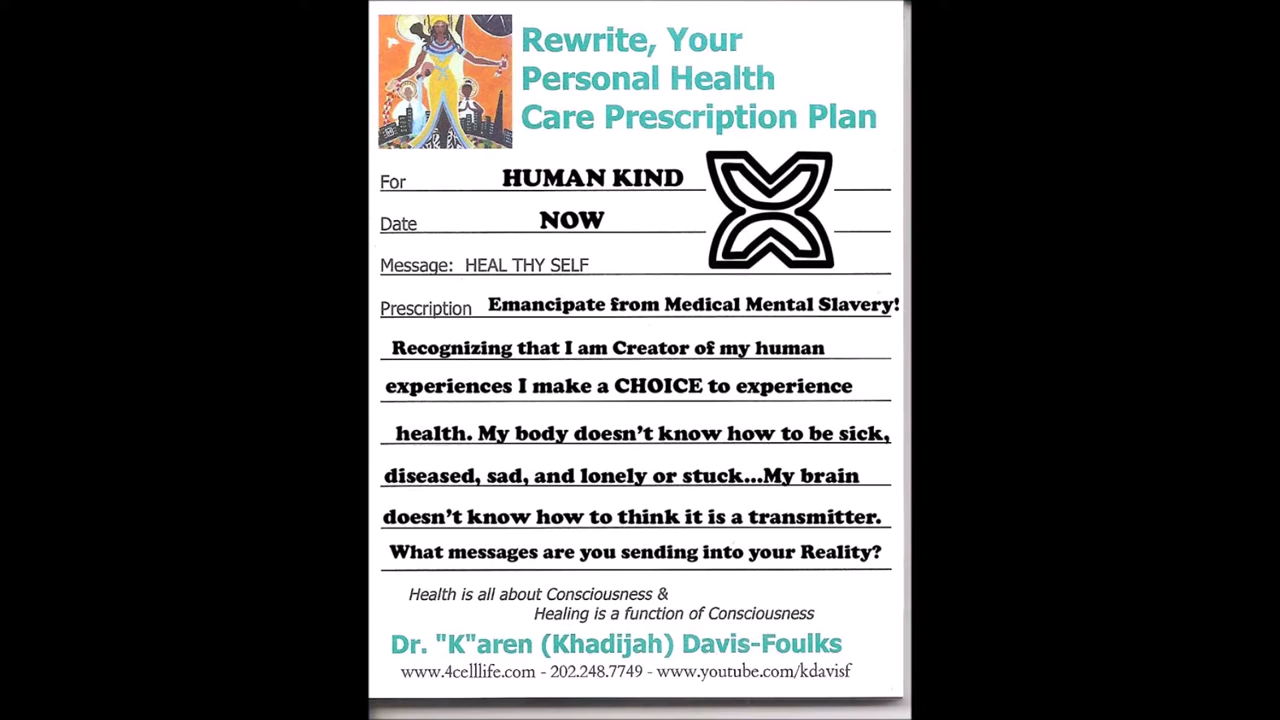 Rewrite, Your
Personal Health
Care Prescription Plan
For HUMAN KIND
Date NOW
Message: HEAL THY SELF
Prescription Emancipate from Medical Mental Slavery!
Recognizing that I am Creator of my human
experiences I make a CHOICE to experience
health. My body doesn't know how to be sick,
diseased, sad, and lonely or stuck...My brain
doesn't know how to think it is a transmitter.
What messages are you sending into your Reality?
Health is all about Consciousness &
Healing is a function of Consciousness
Dr. "K"aren (Khadijah) Davis-Foulks
www.4celllife.com - 202.248.7749 - www.youtube.com/kdavisf